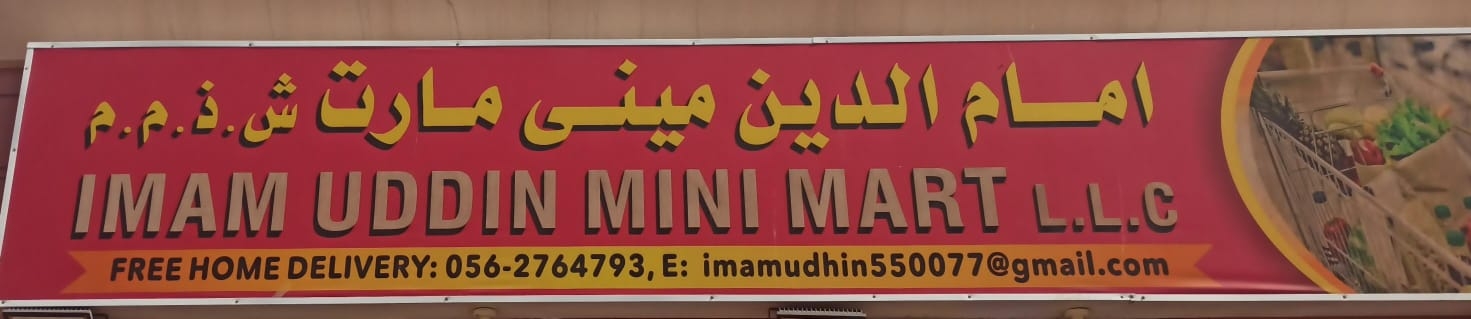 امام الدين مينى مارت ش.ذ.م.م
IMAM UDDIN MINI MART L.L.C
FREE HOME DELIVERY: 056-2764793, E: imamudhin550077@gmail.com